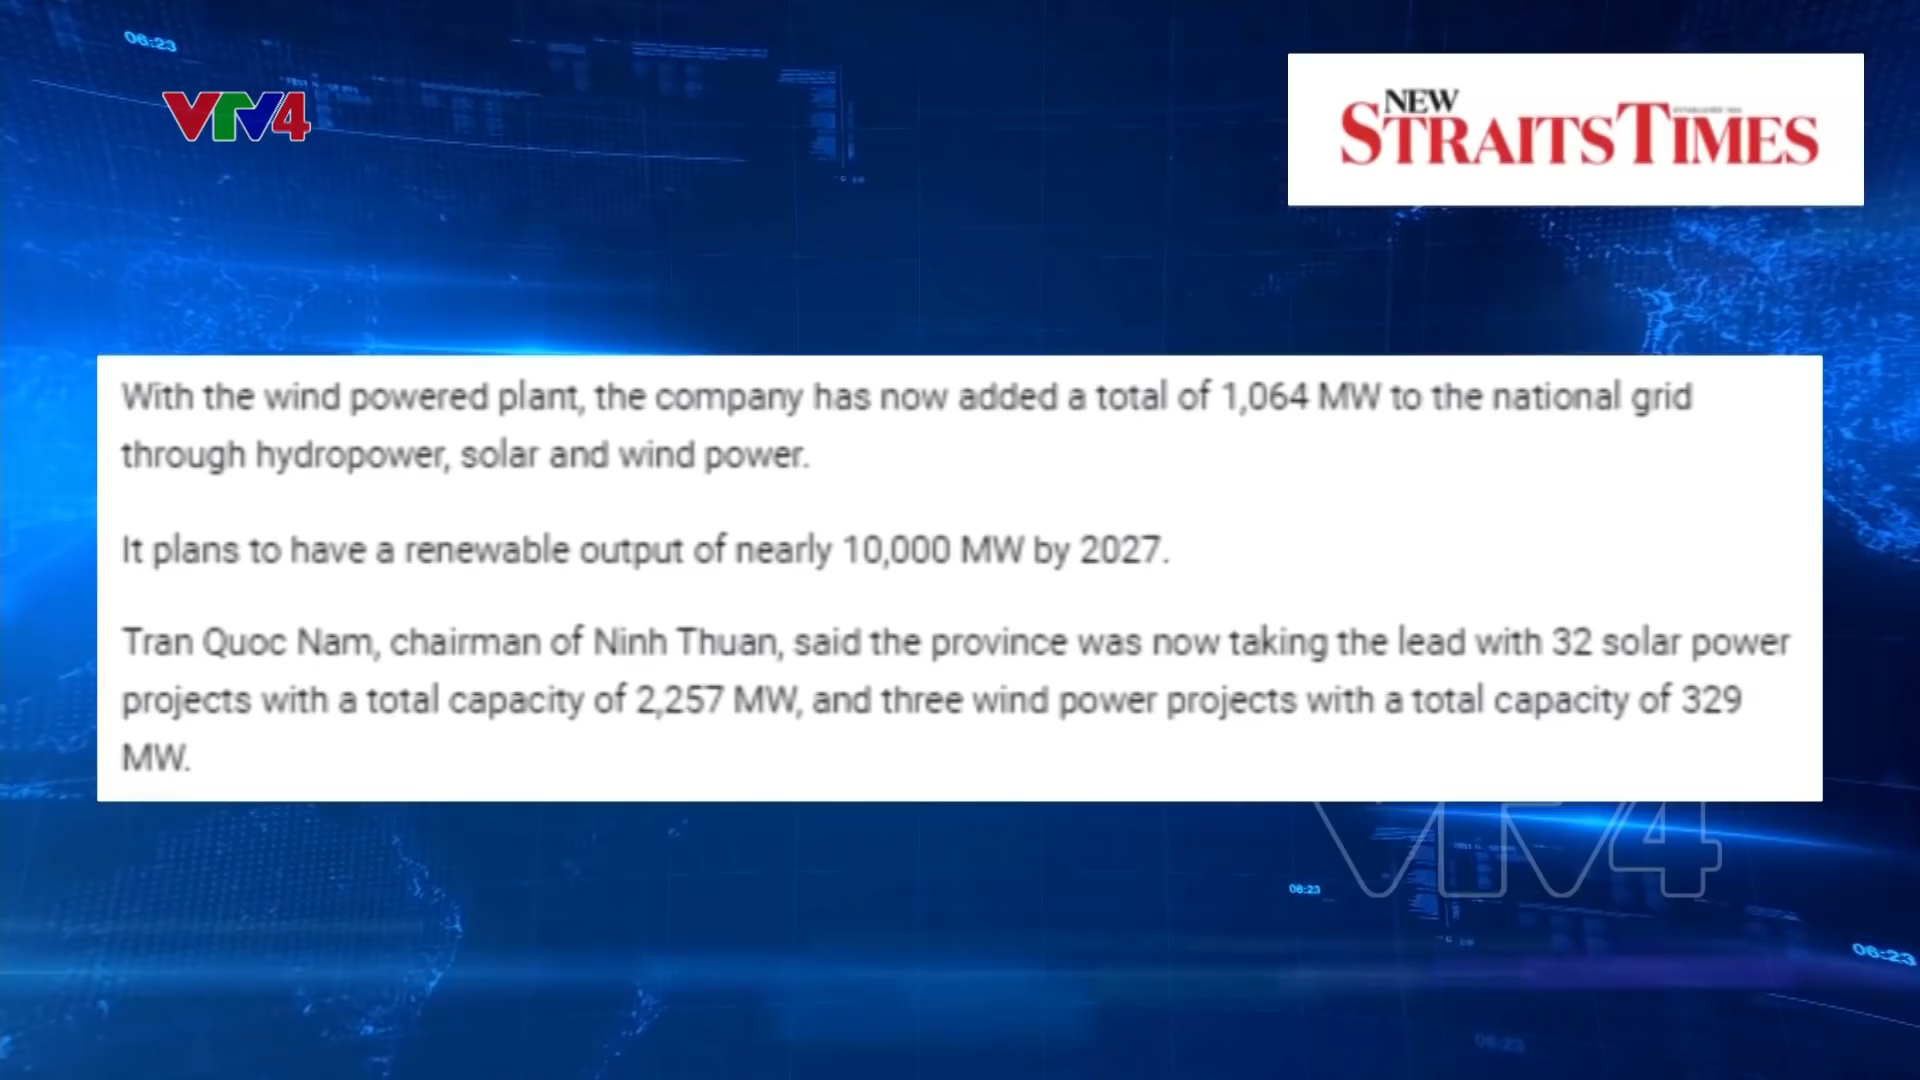 06:23
VTV4
NEW
STRAITS TIMES
With the wind powered plant, the company has now added a total of 1,064 MW to the national grid
through hydropower, solar and wind power.
It plans to have a renewable output of nearly 10,000 MW by 2027.
Tran Quoc Nam, chairman of Ninh Thuan, said the province was now taking the lead with 32 solar power
projects with a total capacity of 2,257 MW, and three wind power projects with a total capacity of 329
MW.
VTV4
06:23
06:23
06:23